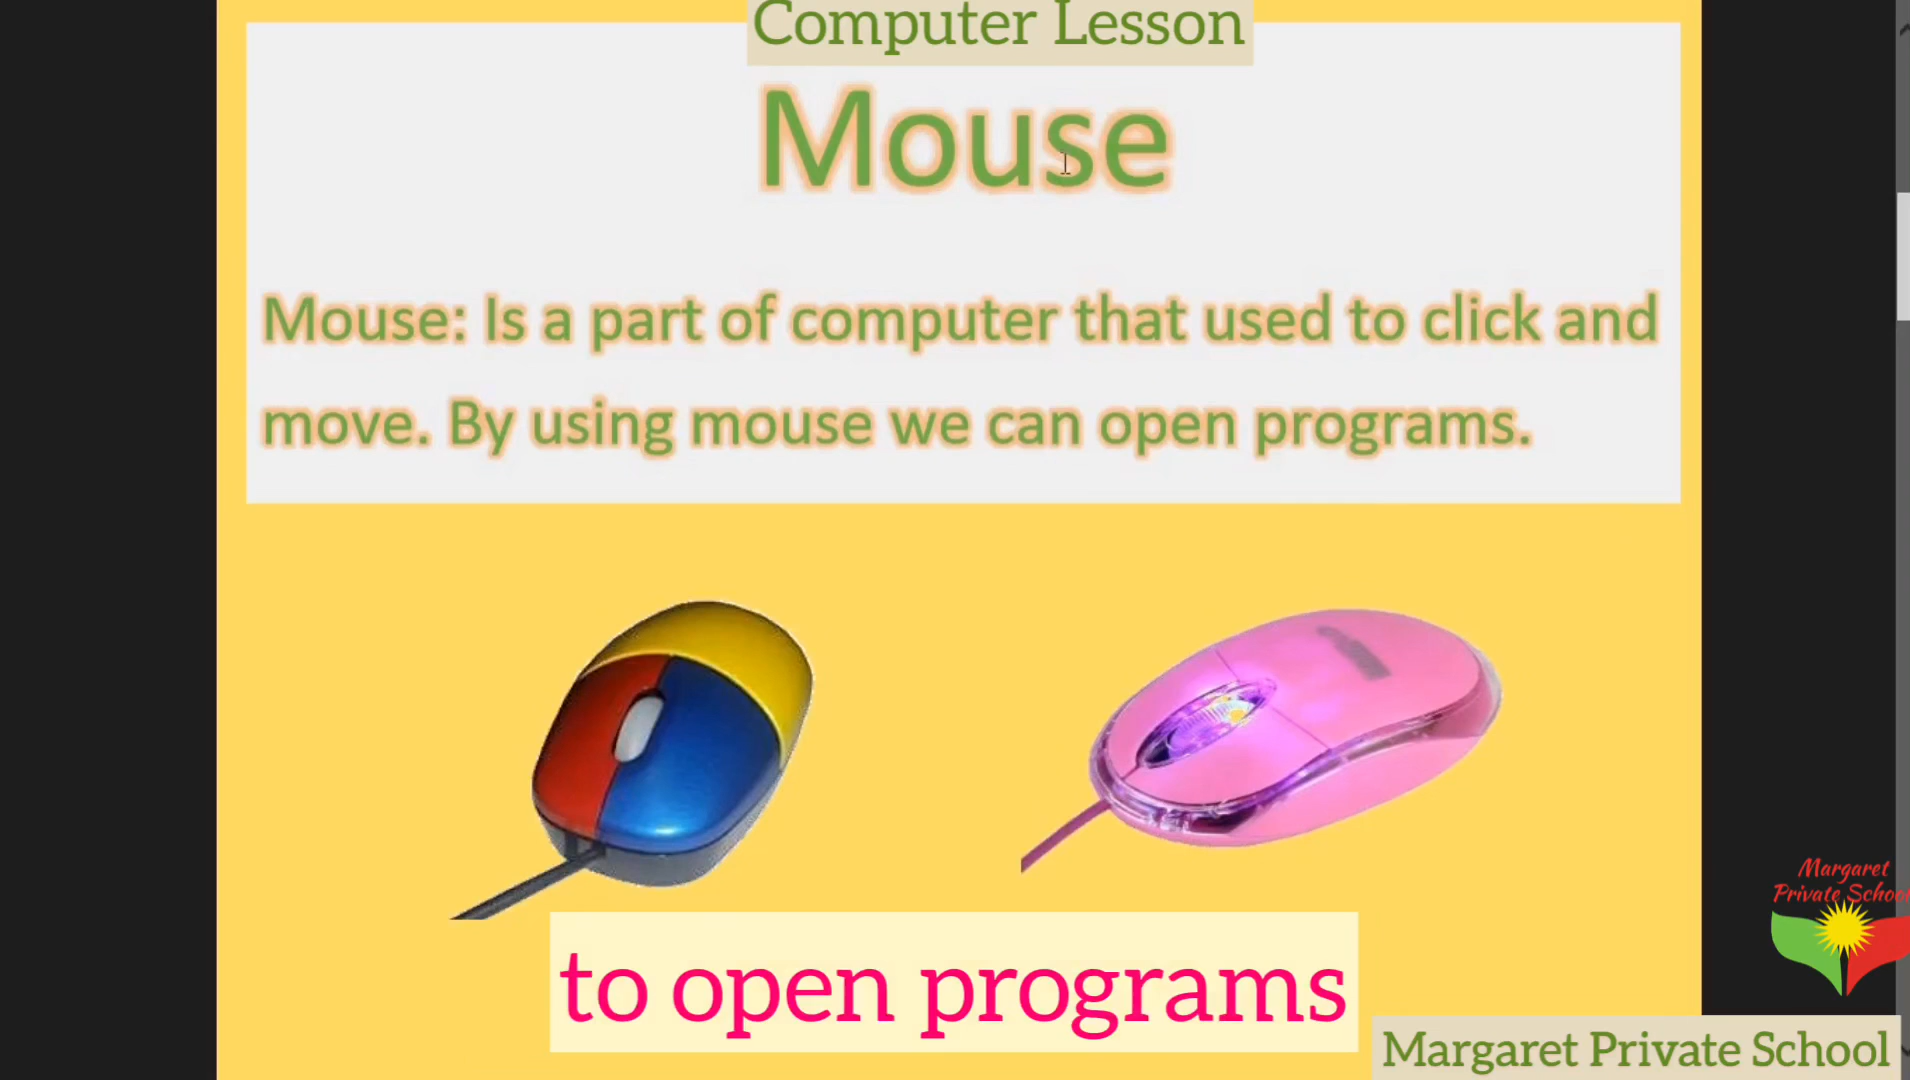 Computer Lesson
Mouse
Mouse: Is a part of computer that used to click and
move. By using mouse we can open programs.
to open programs
Margaret
Private School
Margaret Private School